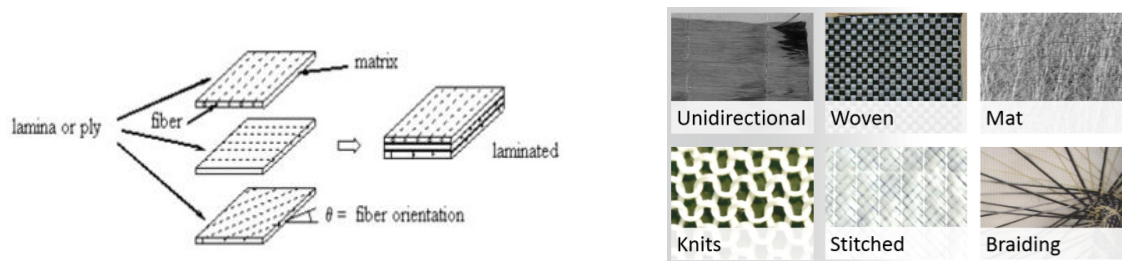 matrix
fiber
lamina or ply
laminated
θ = fiber orientation
Unidirectional
Woven
Mat
Knits
Stitched
Braiding